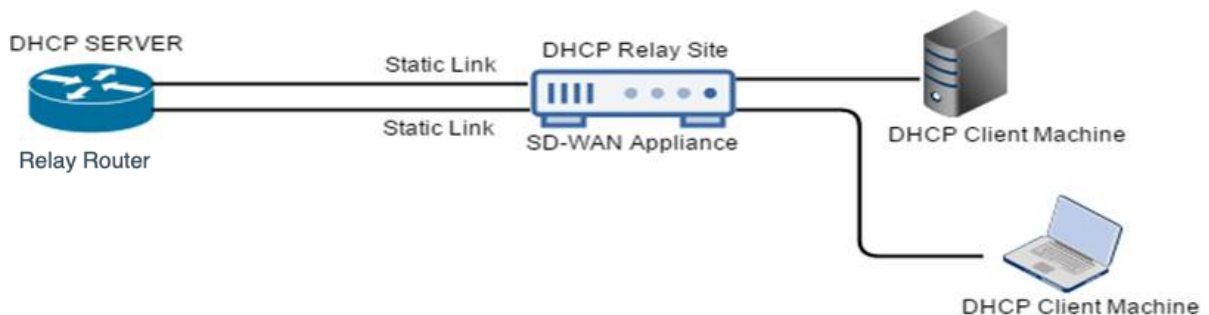 DHCP SERVER
Relay Router
Static Link
Static Link
DHCP Relay Site
SD-WAN Appliance
DHCP Client Machine
DHCP Client Machine